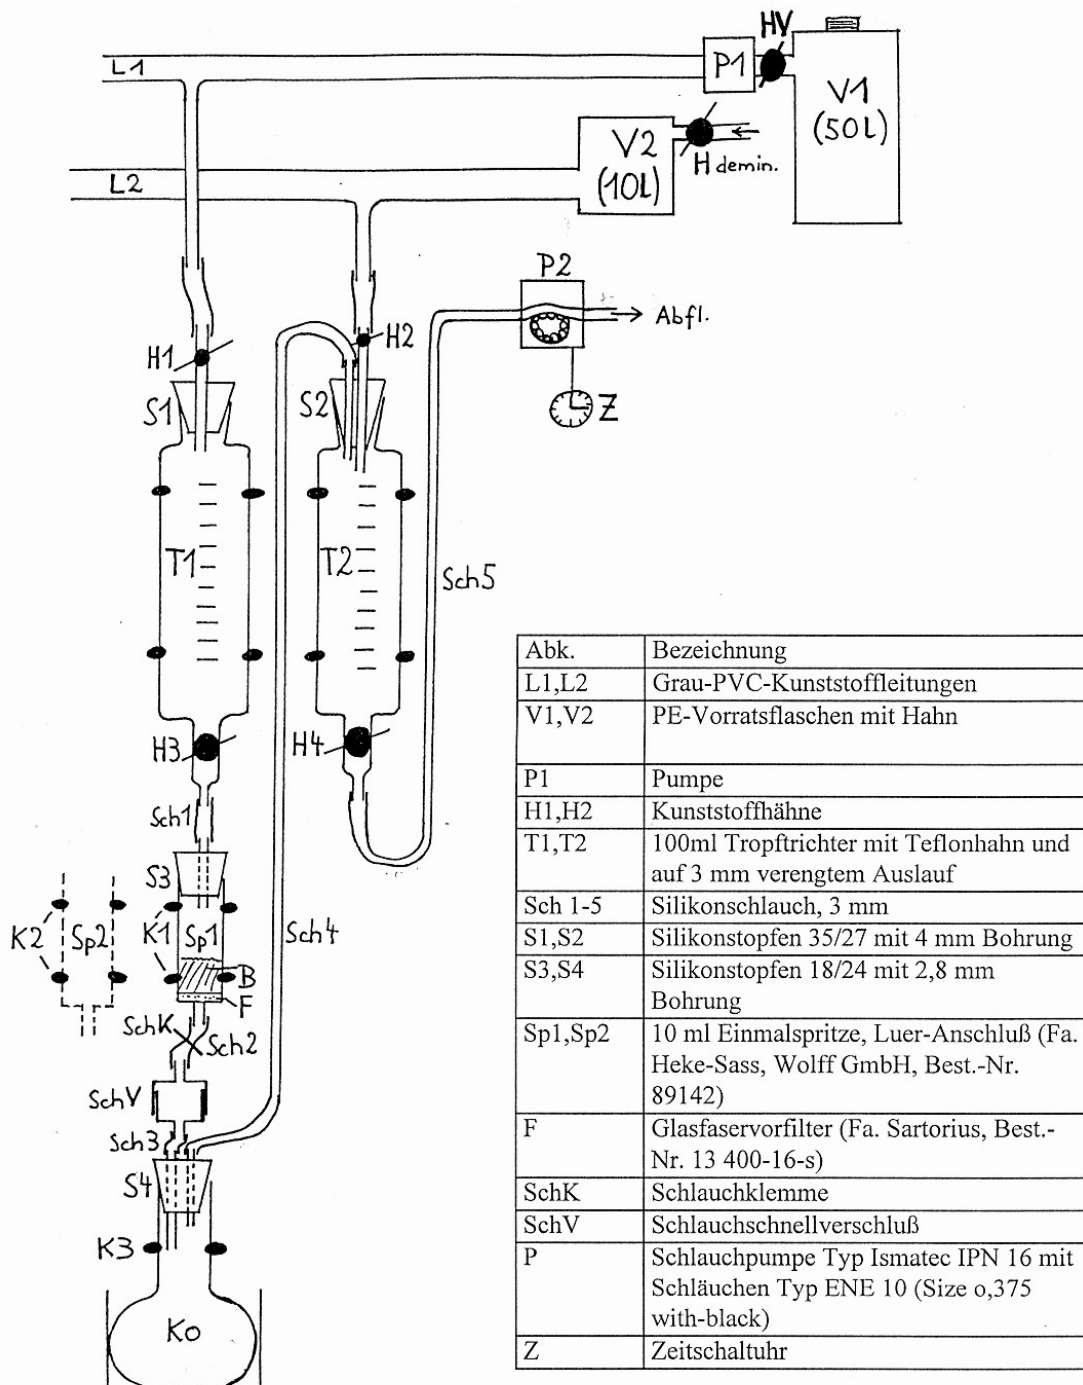 HV
L1
P1
V1
(50l)
V2
(10l)
H demin.
L2
P2
Abfl.
H1
H2
S1
S2
Z
T1
T2
Sch5
H3
H4
Sch1
S3
K2
Sp2
K1
Sp1
Sch4
B
F
SchK
Sch2
SchV
Sch3
S4
K3
Ko
Abk. Bezeichnung
L1,L2 Grau-PVC-Kunststoffleitungen
V1,V2 PE-Vorratsflaschen mit Hahn
P1 Pumpe
H1,H2 Kunststoffhähne
T1,T2 100ml Tropftrichter mit Teflonhahn und
auf 3 mm verengtem Auslauf
Sch 1-5 Silikonschlauch, 3 mm
S1,S2 Silikonstopfen 35/27 mit 4 mm Bohrung
S3,S4 Silikonstopfen 18/24 mit 2,8 mm
Bohrung
Sp1,Sp2 10 ml Einmalspritze, Luer-Anschluß (Fa.
Heke-Sass, Wolff GmbH, Best.-Nr.
89142)
F Glasfaservorfilter (Fa. Sartorius, Best.-
Nr. 13 400-16-s)
SchK Schlauchklemme
SchV Schlauchschnellverschluß
P Schlauchpumpe Typ Ismatec IPN 16 mit
Schläuchen Typ ENE 10 (Size o,375
with-black)
Z Zeitschaltuhr